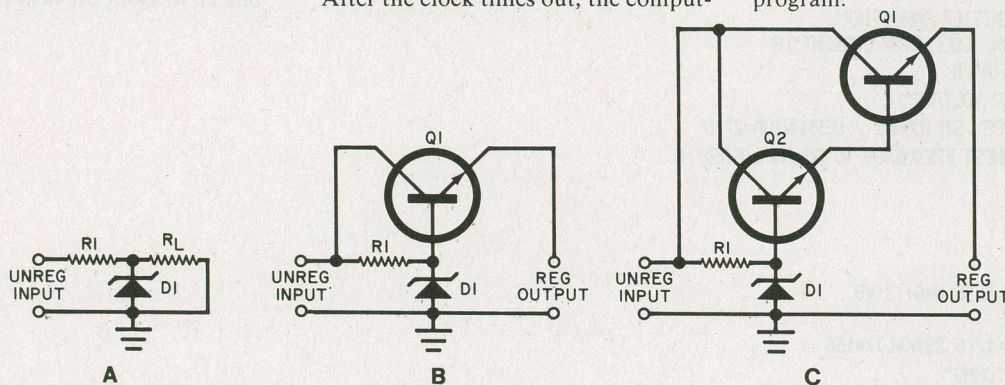 After the clock times out, the comput-
program.
Q1
Q1
Q2
R1
RL
UNREG
INPUT
D1
A
R1
UNREG
INPUT
D1
REG
OUTPUT
B
R1
UNREG
INPUT
D1
REG
OUTPUT
C